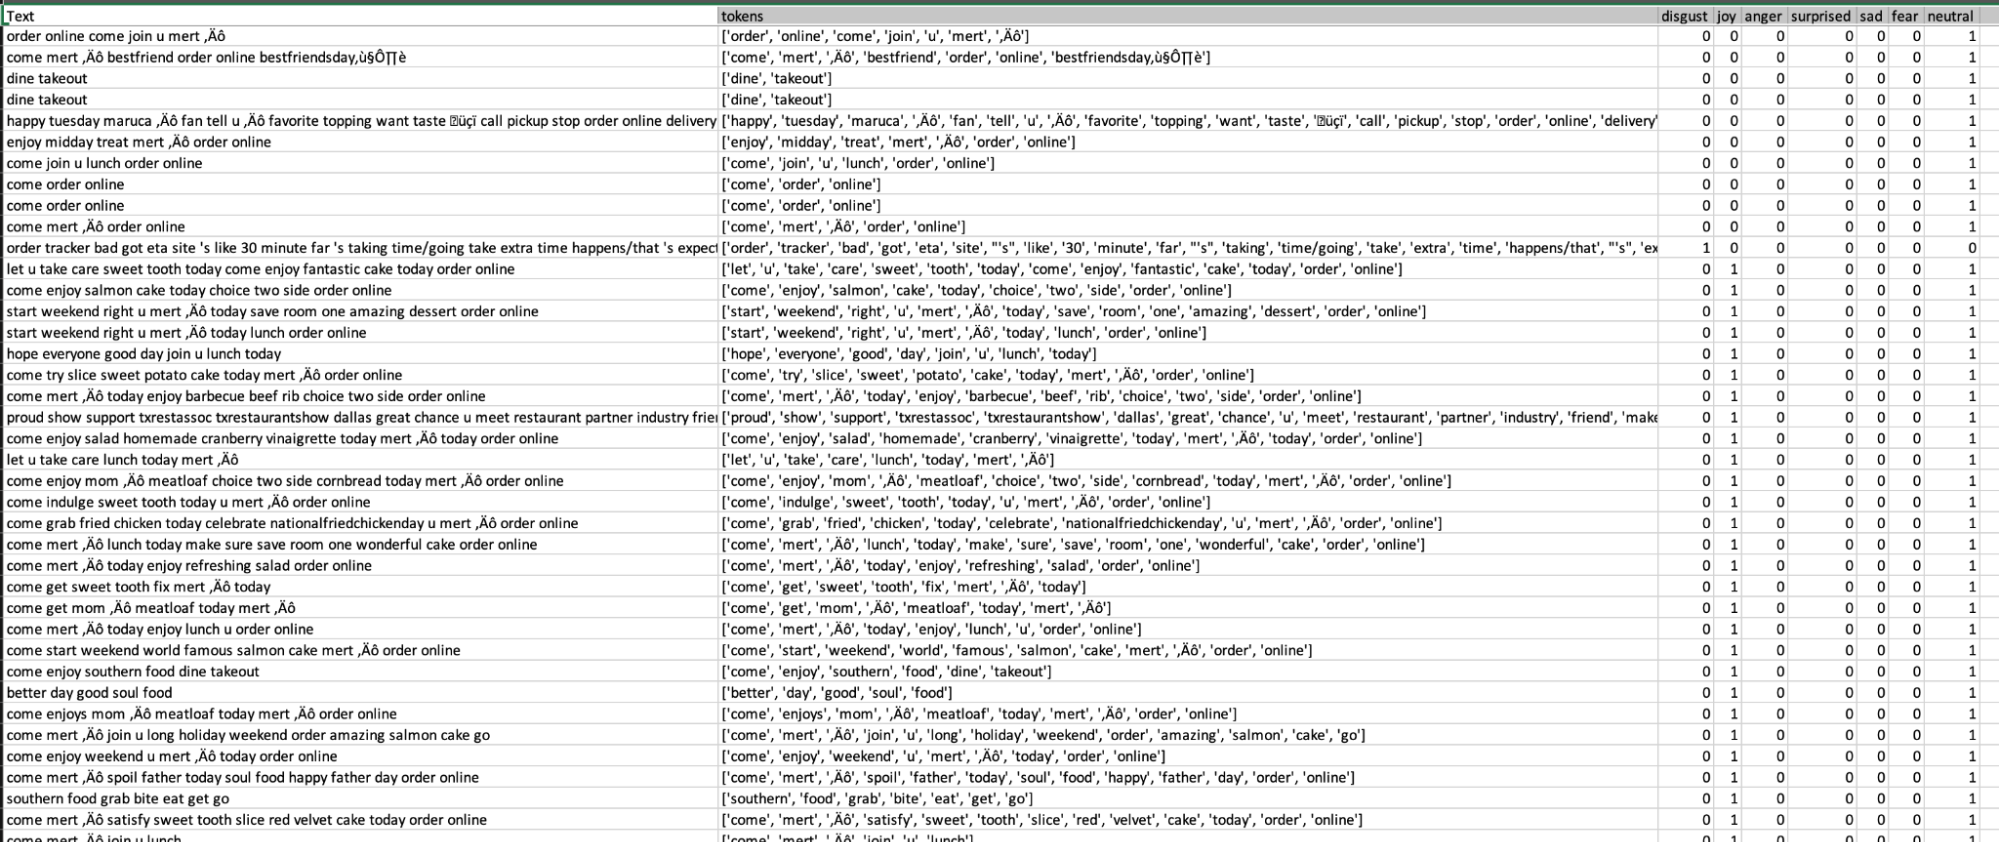 Text tokens disgust joy anger surprised sad fear neutral
order online come join u mert ‚Äô ['order', 'online', 'come', 'join', 'u', 'mert', '‚Äô'] 0 0 0 0 0 0 1
come mert ‚Äô bestfriend order online bestfriendsday‚ù§Ô∏è ['come', 'mert', '‚Äô', 'bestfriend', 'order', 'online', 'bestfriendsday‚ù§Ô∏è'] 0 0 0 0 0 0 1
dine takeout ['dine', 'takeout'] 0 0 0 0 0 0 1
dine takeout ['dine', 'takeout'] 0 0 0 0 0 0 1
happy tuesday maruca ‚Äô fan tell u ‚Äô favorite topping want taste üçï call pickup stop order online delivery ['happy', 'tuesday', 'maruca', '‚Äô', 'fan', 'tell', 'u', '‚Äô', 'favorite', 'topping', 'want', 'taste', 'üçï', 'call', 'pickup', 'stop', 'order', 'online', 'delivery' 0 0 0 0 0 0 1
enjoy midday treat mert ‚Äô order online ['enjoy', 'midday', 'treat', 'mert', '‚Äô', 'order', 'online'] 0 0 0 0 0 0 1
come join u lunch order online ['come', 'join', 'u', 'lunch', 'order', 'online'] 0 0 0 0 0 0 1
come order online ['come', 'order', 'online'] 0 0 0 0 0 0 1
come order online ['come', 'order', 'online'] 0 0 0 0 0 0 1
come mert ‚Äô order online ['come', 'mert', '‚Äô', 'order', 'online'] 0 0 0 0 0 0 1
order tracker bad got eta site 's like 30 minute far 's taking time/going take extra time happens/that 's expect ['order', 'tracker', 'bad', 'got', 'eta', 'site', "'s", 'like', '30', 'minute', 'far', "'s", 'taking', 'time/going', 'take', 'extra', 'time', 'happens/that', "'s", 'ex 1 0 0 0 0 0 0
let u take care sweet tooth today come enjoy fantastic cake today order online ['let', 'u', 'take', 'care', 'sweet', 'tooth', 'today', 'come', 'enjoy', 'fantastic', 'cake', 'today', 'order', 'online'] 0 1 0 0 0 0 1
come enjoy salmon cake today choice two side order online ['come', 'enjoy', 'salmon', 'cake', 'today', 'choice', 'two', 'side', 'order', 'online'] 0 1 0 0 0 0 1
start weekend right u mert ‚Äô today save room one amazing dessert order online ['start', 'weekend', 'right', 'u', 'mert', '‚Äô', 'today', 'save', 'room', 'one', 'amazing', 'dessert', 'order', 'online'] 0 1 0 0 0 0 1
start weekend right u mert ‚Äô today lunch order online ['start', 'weekend', 'right', 'u', 'mert', '‚Äô', 'today', 'lunch', 'order', 'online'] 0 1 0 0 0 0 1
hope everyone good day join u lunch today ['hope', 'everyone', 'good', 'day', 'join', 'u', 'lunch', 'today'] 0 1 0 0 0 0 1
come try slice sweet potato cake today mert ‚Äô order online ['come', 'try', 'slice', 'sweet', 'potato', 'cake', 'today', 'mert', '‚Äô', 'order', 'online'] 0 1 0 0 0 0 1
come mert ‚Äô today enjoy barbecue beef rib choice two side order online ['come', 'mert', '‚Äô', 'today', 'enjoy', 'barbecue', 'beef', 'rib', 'choice', 'two', 'side', 'order', 'online'] 0 1 0 0 0 0 1
proud show support txrestassoc txrestaurantshow dallas great chance u meet restaurant partner industry frien ['proud', 'show', 'support', 'txrestassoc', 'txrestaurantshow', 'dallas', 'great', 'chance', 'u', 'meet', 'restaurant', 'partner', 'industry', 'friend', 'make 0 1 0 0 0 0 1
come enjoy salad homemade cranberry vinaigrette today mert ‚Äô today order online ['come', 'enjoy', 'salad', 'homemade', 'cranberry', 'vinaigrette', 'today', 'mert', '‚Äô', 'today', 'order', 'online'] 0 1 0 0 0 0 1
let u take care lunch today mert ‚Äô ['let', 'u', 'take', 'care', 'lunch', 'today', 'mert', '‚Äô'] 0 1 0 0 0 0 1
come enjoy mom ‚Äô meatloaf choice two side cornbread today mert ‚Äô order online ['come', 'enjoy', 'mom', '‚Äô', 'meatloaf', 'choice', 'two', 'side', 'cornbread', 'today', 'mert', '‚Äô', 'order', 'online'] 0 1 0 0 0 0 1
come indulge sweet tooth today u mert ‚Äô order online ['come', 'indulge', 'sweet', 'tooth', 'today', 'u', 'mert', '‚Äô', 'order', 'online'] 0 1 0 0 0 0 1
come grab fried chicken today celebrate nationalfriedchickenday u mert ‚Äô order online ['come', 'grab', 'fried', 'chicken', 'today', 'celebrate', 'nationalfriedchickenday', 'u', 'mert', '‚Äô', 'order', 'online'] 0 1 0 0 0 0 1
come mert ‚Äô lunch today make sure save room one wonderful cake order online ['come', 'mert', '‚Äô', 'lunch', 'today', 'make', 'sure', 'save', 'room', 'one', 'wonderful', 'cake', 'order', 'online'] 0 1 0 0 0 0 1
come mert ‚Äô today enjoy refreshing salad order online ['come', 'mert', '‚Äô', 'today', 'enjoy', 'refreshing', 'salad', 'order', 'online'] 0 1 0 0 0 0 1
come get sweet tooth fix mert ‚Äô today ['come', 'get', 'sweet', 'tooth', 'fix', 'mert', '‚Äô', 'today'] 0 1 0 0 0 0 1
come get mom ‚Äô meatloaf today mert ‚Äô ['come', 'get', 'mom', '‚Äô', 'meatloaf', 'today', 'mert', '‚Äô'] 0 1 0 0 0 0 1
come mert ‚Äô today enjoy lunch u order online ['come', 'mert', '‚Äô', 'today', 'enjoy', 'lunch', 'u', 'order', 'online'] 0 1 0 0 0 0 1
come start weekend world famous salmon cake mert ‚Äô order online ['come', 'start', 'weekend', 'world', 'famous', 'salmon', 'cake', 'mert', '‚Äô', 'order', 'online'] 0 1 0 0 0 0 1
come enjoy southern food dine takeout ['come', 'enjoy', 'southern', 'food', 'dine', 'takeout'] 0 1 0 0 0 0 1
better day good soul food ['better', 'day', 'good', 'soul', 'food'] 0 1 0 0 0 0 1
come enjoys mom ‚Äô meatloaf today mert ‚Äô order online ['come', 'enjoys', 'mom', '‚Äô', 'meatloaf', 'today', 'mert', '‚Äô', 'order', 'online'] 0 1 0 0 0 0 1
come mert ‚Äô join u long holiday weekend order amazing salmon cake go ['come', 'mert', '‚Äô', 'join', 'u', 'long', 'holiday', 'weekend', 'order', 'amazing', 'salmon', 'cake', 'go'] 0 1 0 0 0 0 1
come enjoy weekend u mert ‚Äô today order online ['come', 'enjoy', 'weekend', 'u', 'mert', '‚Äô', 'today', 'order', 'online'] 0 1 0 0 0 0 1
come mert ‚Äô spoil father today soul food happy father day order online ['come', 'mert', '‚Äô', 'spoil', 'father', 'today', 'soul', 'food', 'happy', 'father', 'day', 'order', 'online'] 0 1 0 0 0 0 1
southern food grab bite eat get go ['southern', 'food', 'grab', 'bite', 'eat', 'get', 'go'] 0 1 0 0 0 0 1
come mert ‚Äô satisfy sweet tooth slice red velvet cake today order online ['come', 'mert', '‚Äô', 'satisfy', 'sweet', 'tooth', 'slice', 'red', 'velvet', 'cake', 'today', 'order', 'online'] 0 1 0 0 0 0 1
come mert ‚Äô join u lunch ['come', 'mert', '‚Äô', 'join', 'u', 'lunch'] 0 1 0 0 0 0 1